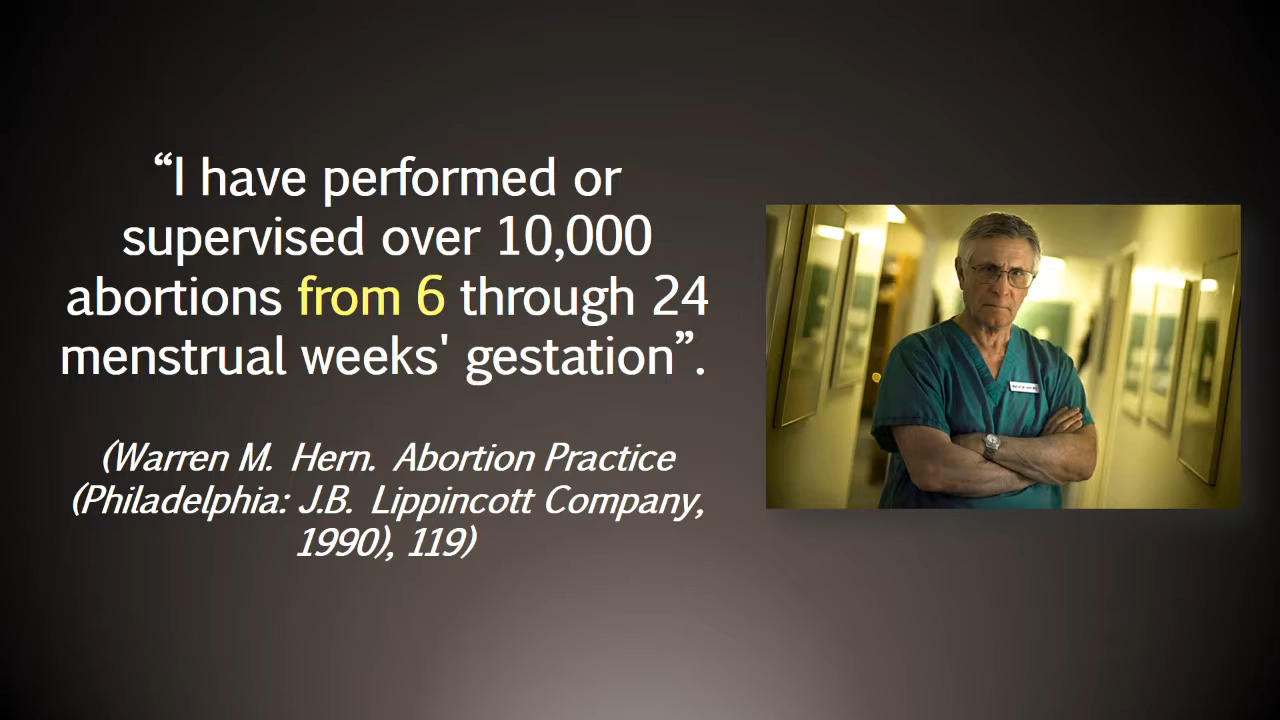 “I have performed or
supervised over 10,000
abortions from 6 through 24
menstrual weeks' gestation”.
(Warren M. Hern. Abortion Practice
(Philadelphia: J.B. Lippincott Company,
1990), 119)